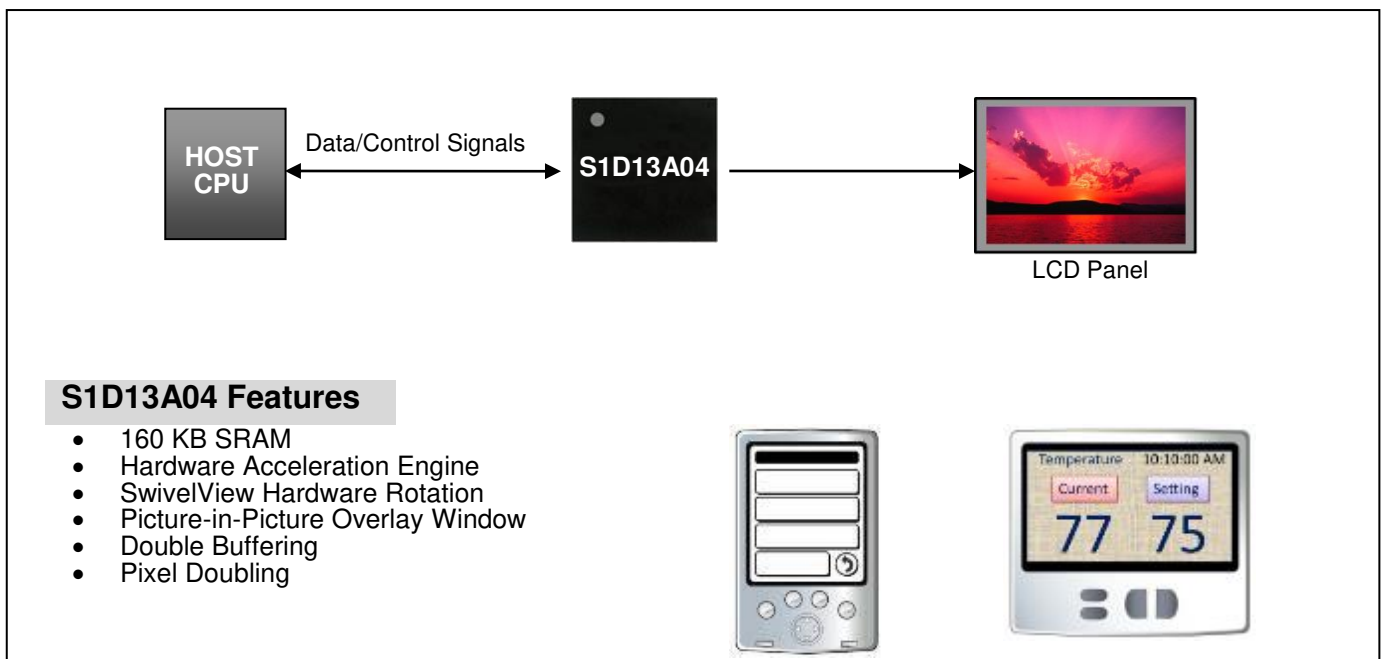 HOST
CPU
Data/Control Signals
S1D13A04
LCD Panel
S1D13A04 Features
• 160 KB SRAM
• Hardware Acceleration Engine
• SwivelView Hardware Rotation
• Picture-in-Picture Overlay Window
• Double Buffering
• Pixel Doubling
Temperature 10:10:00 AM
Current Setting
77 75